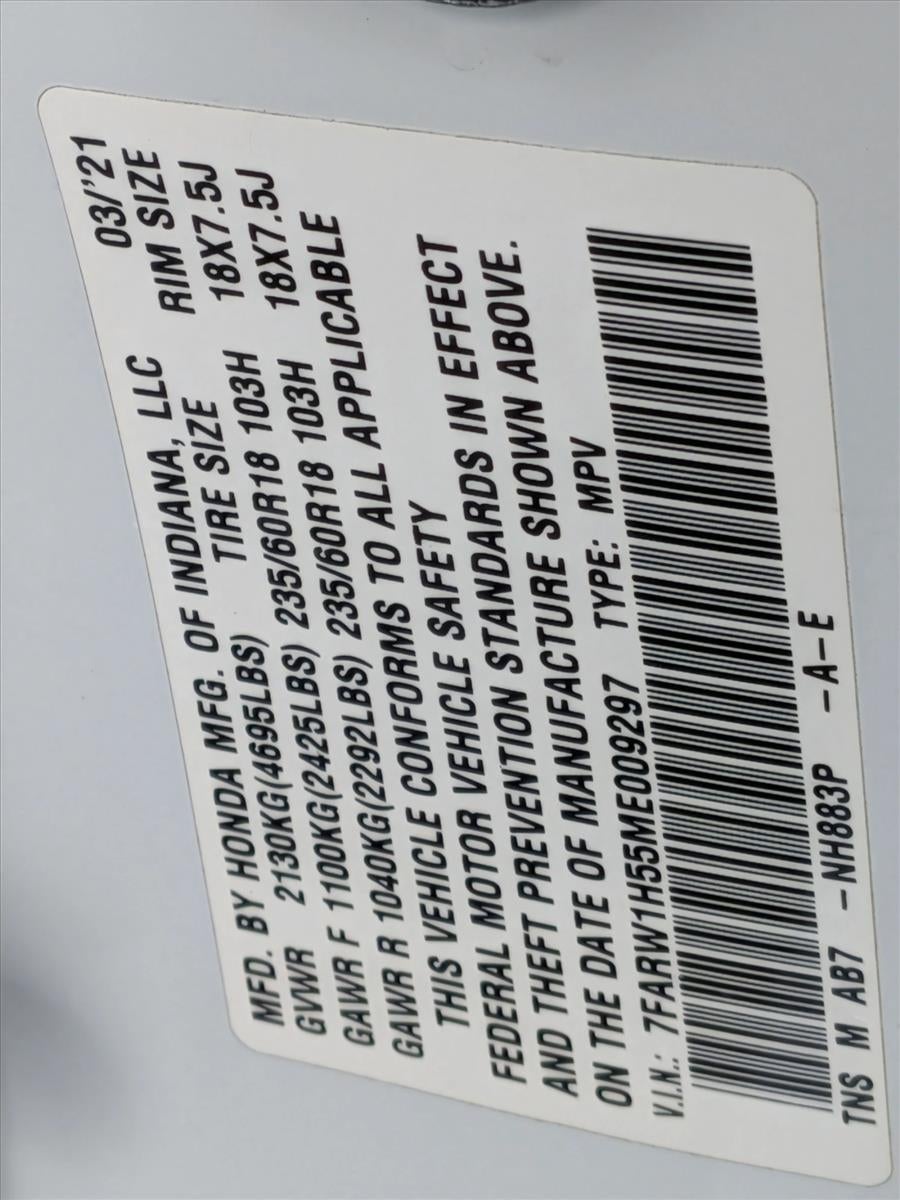 MFD. BY HONDA MFG. OF INDIANA, LLC 03/'21
GVWR 2130KG(4695LBS) TIRE SIZE RIM SIZE
GAWR F 1100KG(2425LBS) 235/60R18 103H 18X7.5J
GAWR R 1040KG(2292LBS) 235/60R18 103H 18X7.5J
THIS VEHICLE CONFORMS TO ALL APPLICABLE
FEDERAL MOTOR VEHICLE SAFETY
AND THEFT PREVENTION STANDARDS IN EFFECT
ON THE DATE OF MANUFACTURE SHOWN ABOVE.
V.I.N.: 7FARW1H55ME009297 TYPE: MPV
TNS M AB7 -NH883P -A-E